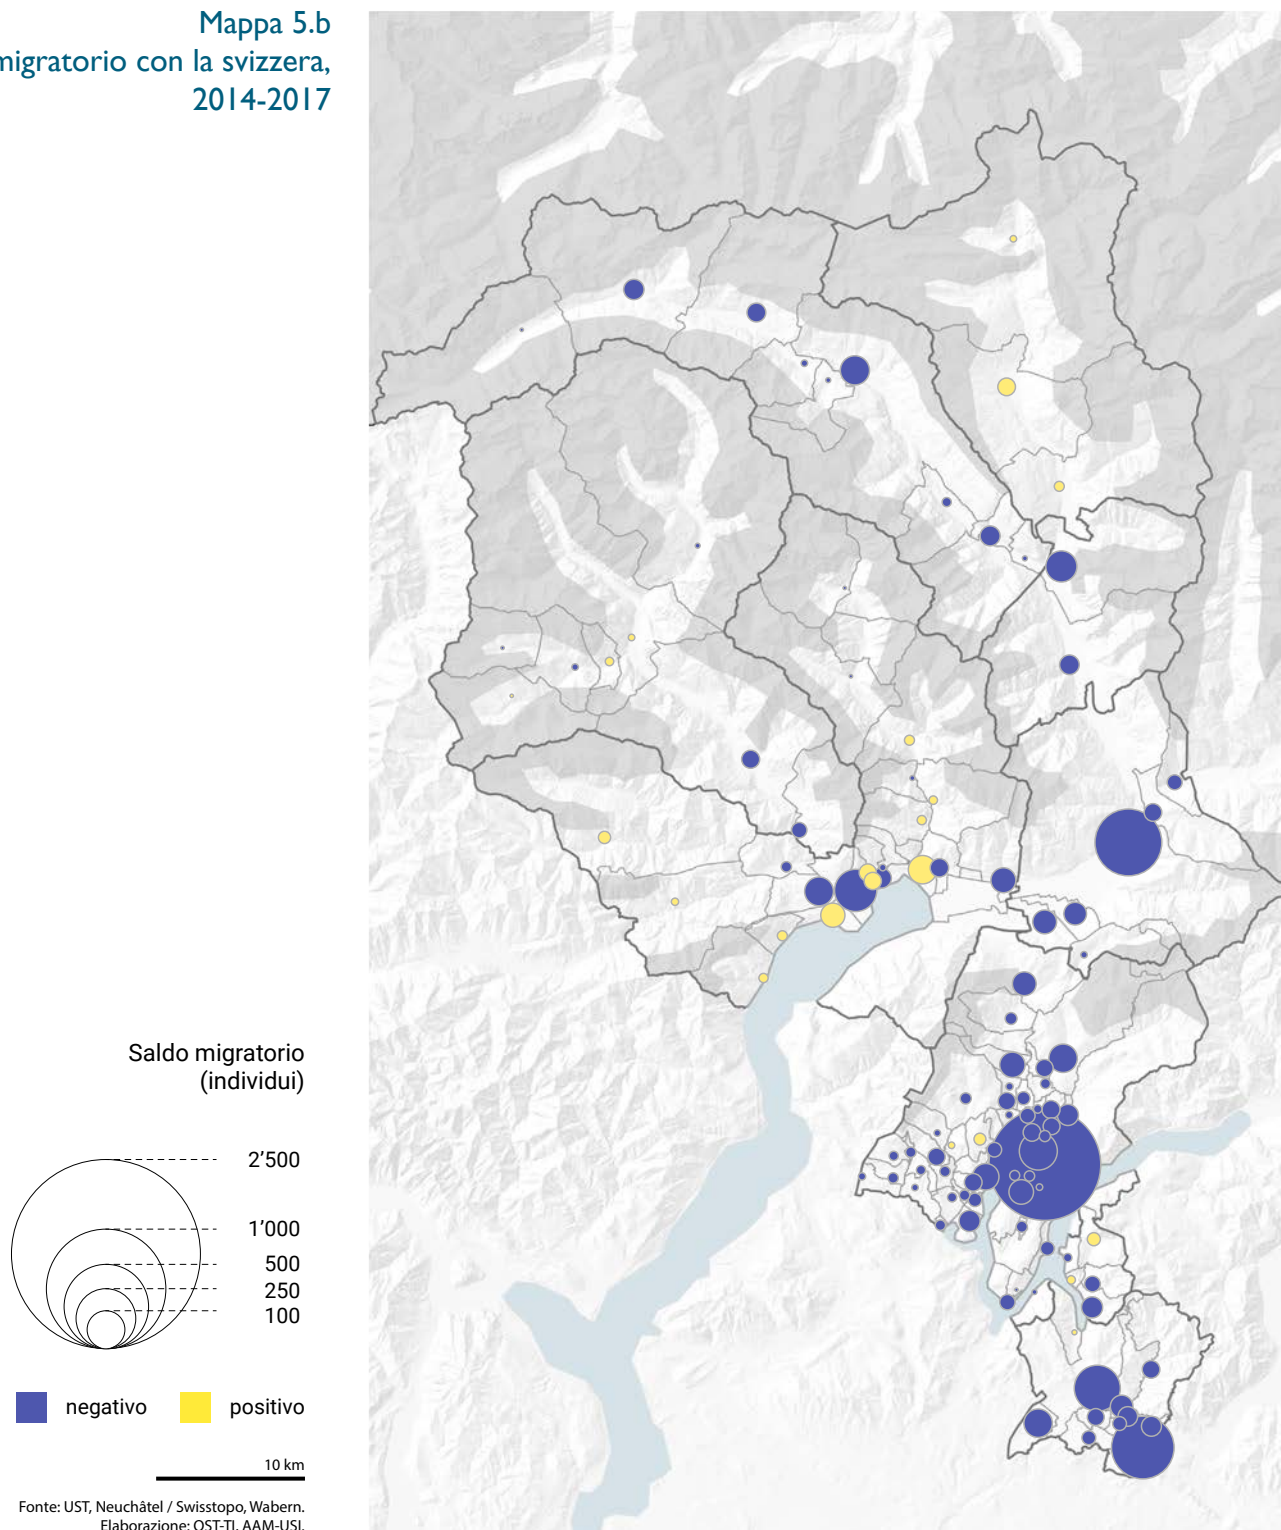 Mappa 5.b
migratorio con la svizzera,
2014-2017
Saldo migratorio
(individui)
2’500
1’000
500
250
100
negativo
positivo
10 km
Fonte: UST, Neuchâtel / Swisstopo, Wabern.
Elaborazione: OST-TI, AAM-USI.